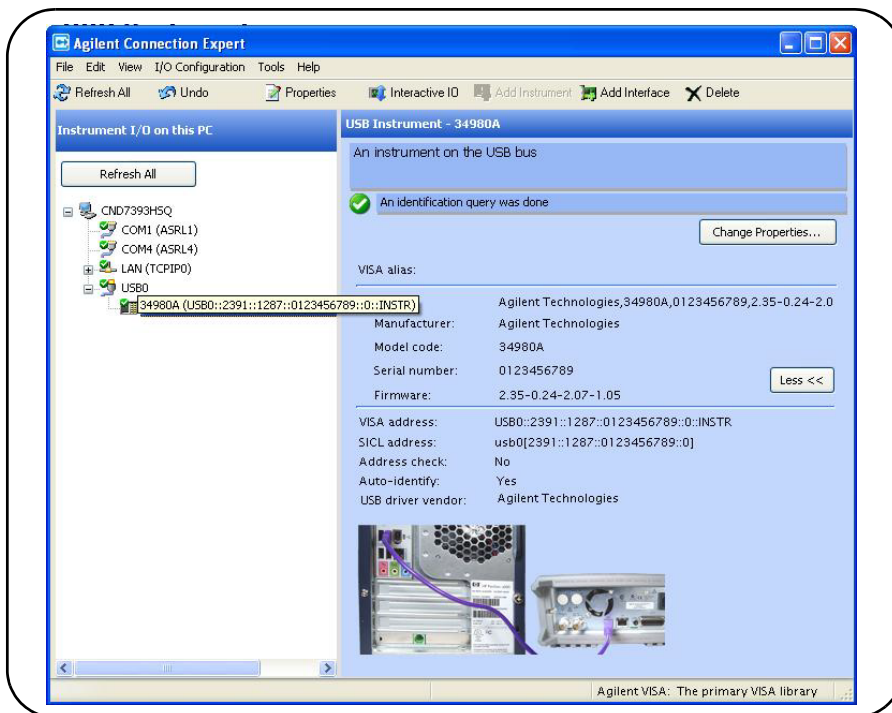 Agilent Connection Expert
File Edit View I/O Configuration Tools Help
Refresh All Undo Properties Interactive IO Add Instrument Add Interface Delete
Instrument I/O on this PC
Refresh All
CND7393HSQ
COM1 (ASRL1)
COM4 (ASRL4)
LAN (TCPIP0)
USB0
34980A (USB0::2391::1287::0123456789::0::INSTR)
USB Instrument - 34980A
An instrument on the USB bus
An identification query was done
Change Properties...
VISA alias:
Agilent Technologies,34980A,0123456789,2.35-0.24-2.0
Manufacturer: Agilent Technologies
Model code: 34980A
Serial number: 0123456789
Less <<
Firmware: 2.35-0.24-2.07-1.05
VISA address: USB0::2391::1287::0123456789::0::INSTR
SICL address: usb0[2391::1287::0123456789::0]
Address check: No
Auto-identify: Yes
USB driver vendor: Agilent Technologies
Agilent VISA: The primary VISA library